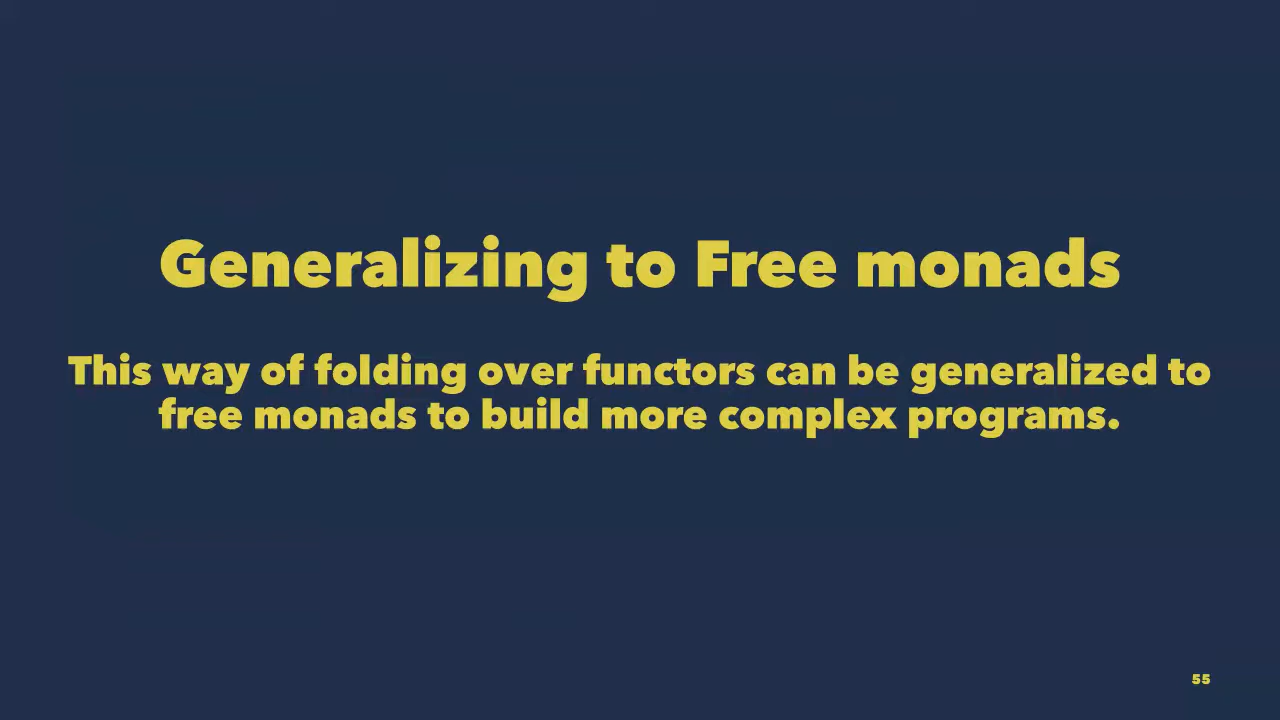 Generalizing to Free monads
This way of folding over functors can be generalized to
free monads to build more complex programs.
55